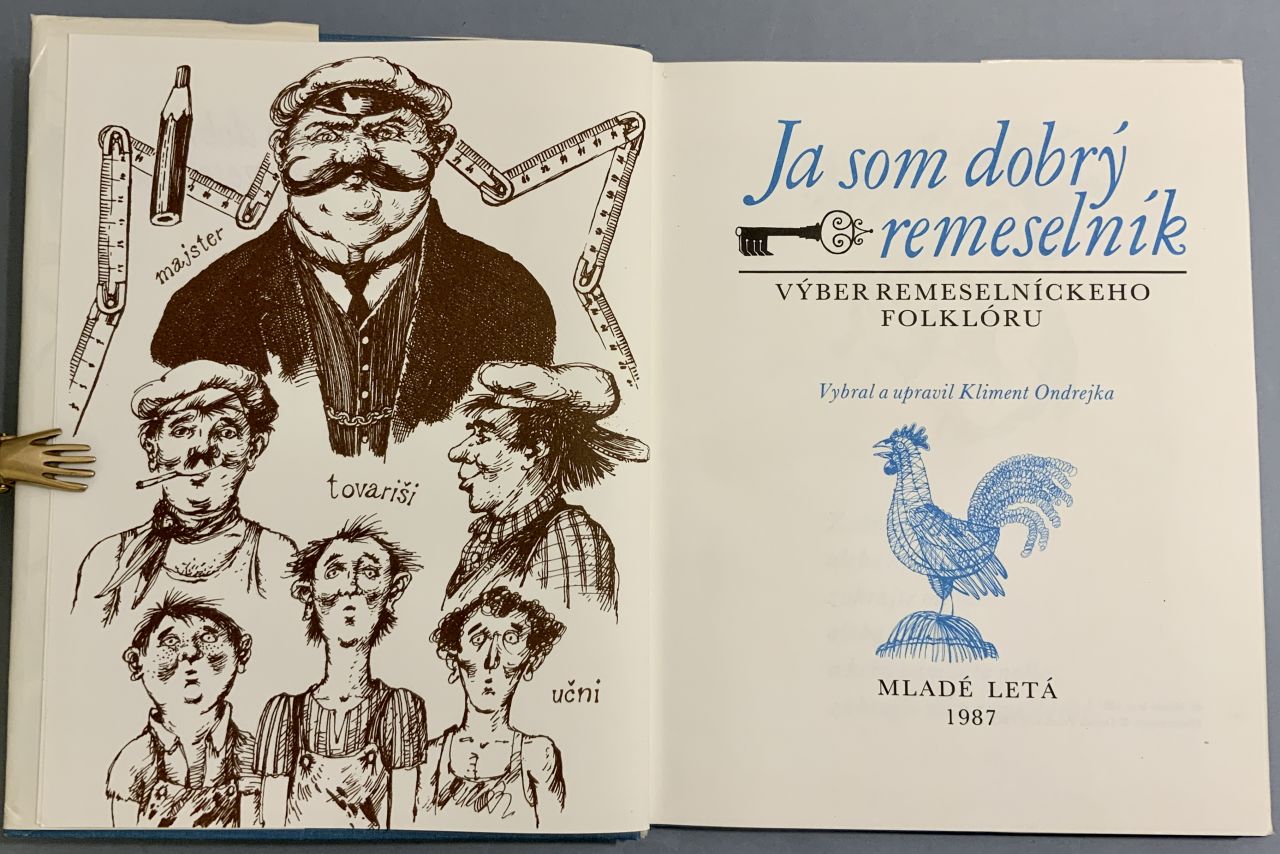 majster
tovariši
učni
Ja som dobrý
remeselník
VÝBER REMESELNÍCKEHO
FOLKLÓRU
Vybral a upravil Kliment Ondrejka
MLADÉ LETÁ
1987